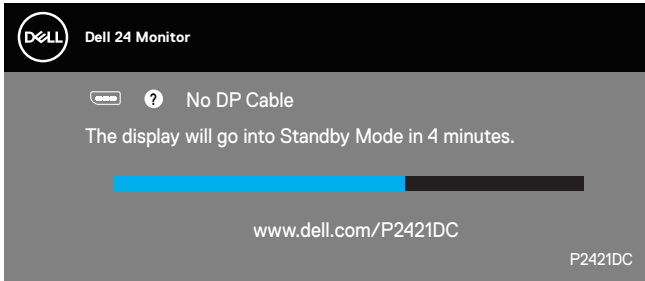 DELL
Dell 24 Monitor
? No DP Cable
The display will go into Standby Mode in 4 minutes.
www.dell.com/P2421DC
P2421DC